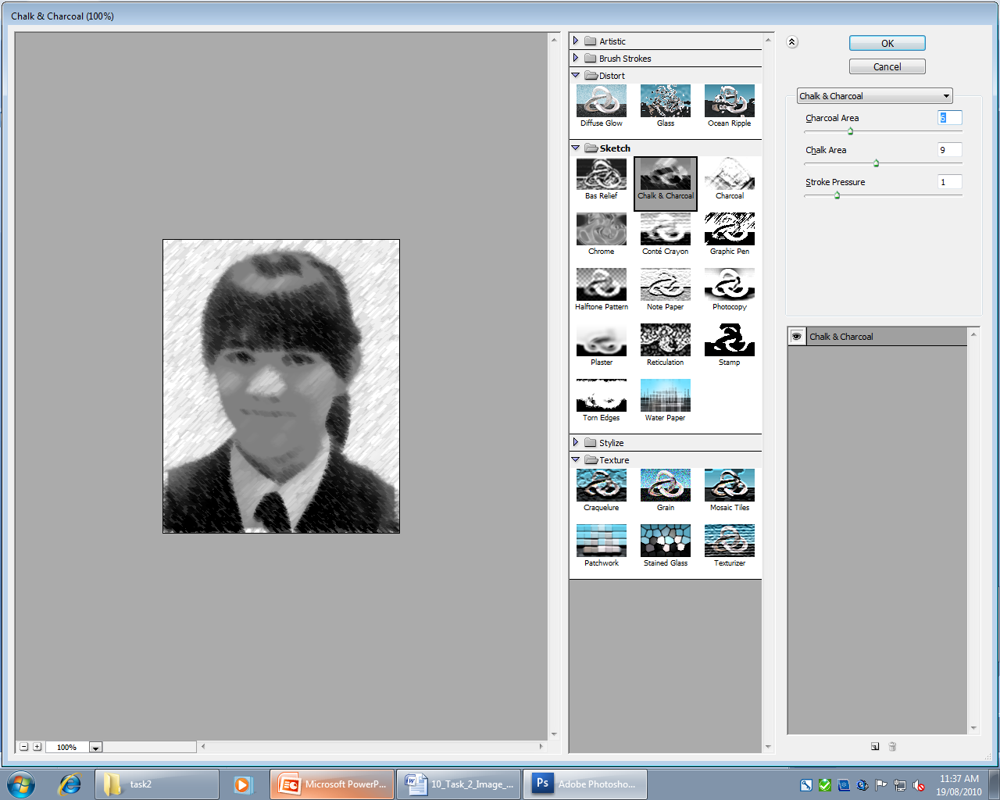 Chalk & Charcoal (100%)
Artistic
Brush Strokes
Distort
Diffuse Glow
Glass
Ocean Ripple
Sketch
Bas Relief
Chalk & Charcoal
Charcoal
Chrome
Conté Crayon
Graphic Pen
Halftone Pattern
Note Paper
Photocopy
Plaster
Reticulation
Stamp
Torn Edges
Water Paper
Stylize
Texture
Craquelure
Grain
Mosaic Tiles
Patchwork
Stained Glass
Texturizer
OK
Cancel
Chalk & Charcoal
Charcoal Area
6
Chalk Area
9
Stroke Pressure
1
Chalk & Charcoal
100%
task2
Microsoft PowerP...
10_Task_2_Image_...
Ps
Adobe Photosho...
11:37 AM
19/08/2010